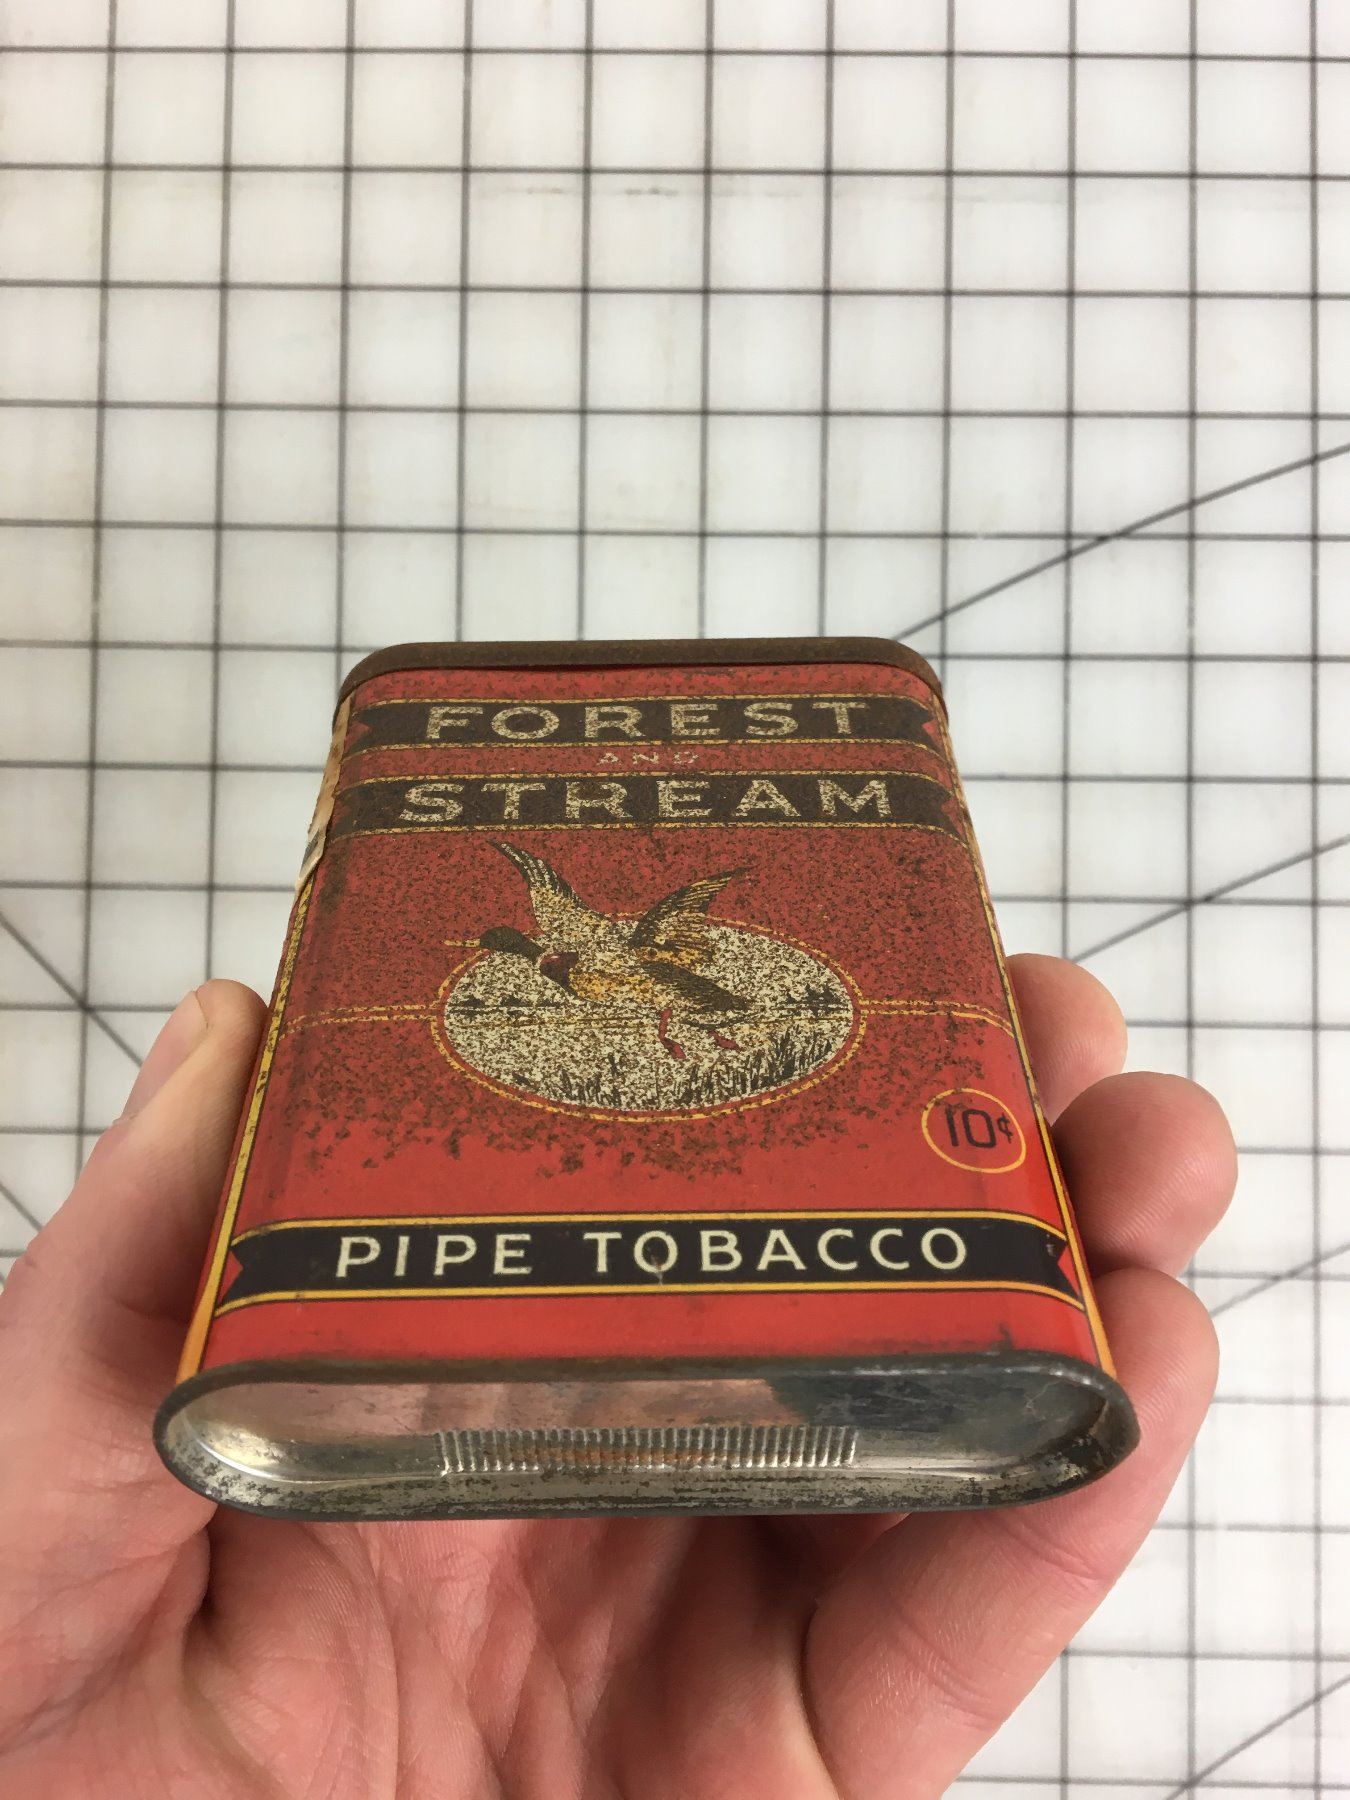 FOREST
AND
STREAM
10¢
PIPE TOBACCO